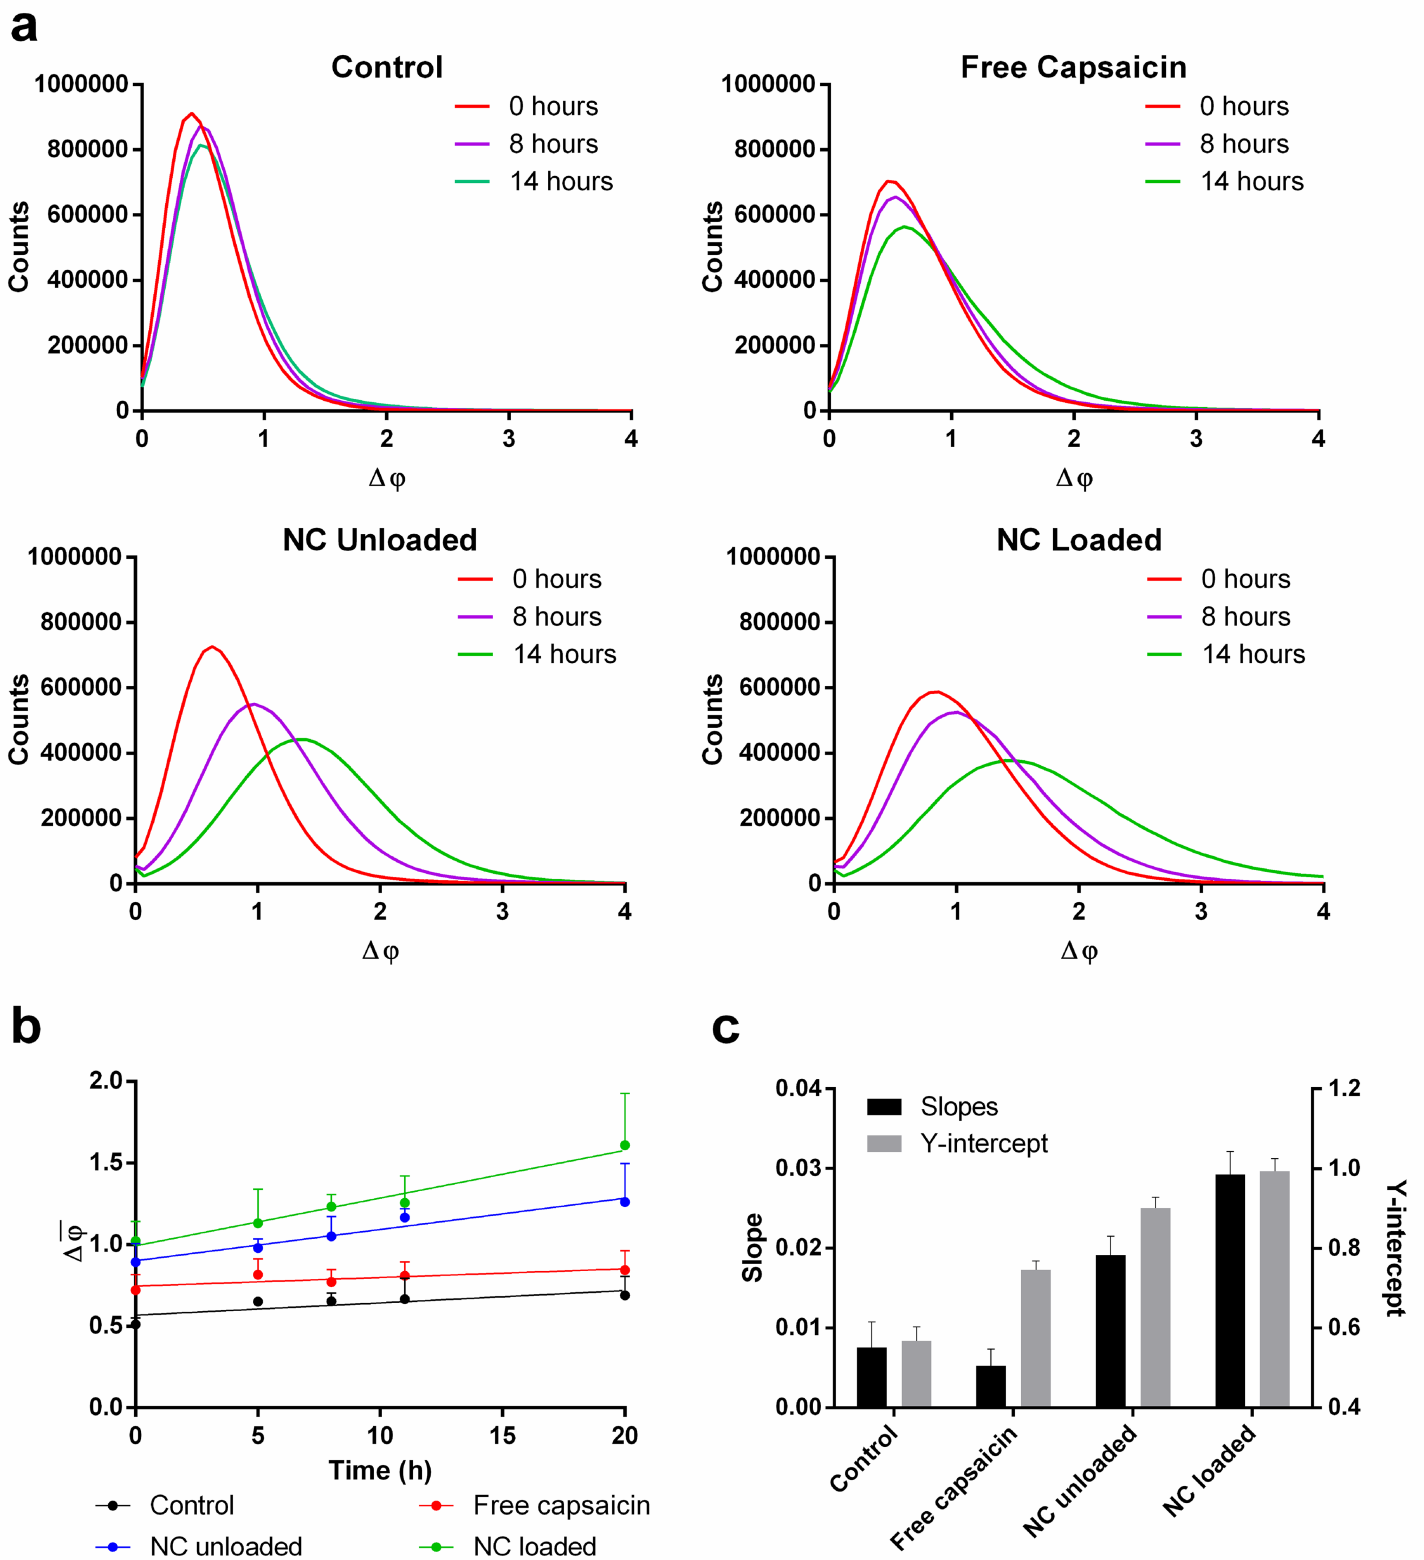 a
Control
1000000
800000
600000
400000
200000
0
Counts
0 1 2 3 4
Δφ
0 hours
8 hours
14 hours
Free Capsaicin
1000000
800000
600000
400000
200000
0
Counts
0 1 2 3 4
Δφ
0 hours
8 hours
14 hours
NC Unloaded
1000000
800000
600000
400000
200000
0
Counts
0 1 2 3 4
Δφ
0 hours
8 hours
14 hours
NC Loaded
1000000
800000
600000
400000
200000
0
Counts
0 1 2 3 4
Δφ
0 hours
8 hours
14 hours
b
2.0
1.5
1.0
0.5
0.0
Δφ̅
0 5 10 15 20
Time (h)
Control
Free capsaicin
NC unloaded
NC loaded
c
0.04
0.03
0.02
0.01
0.00
Slope
Slopes
Y-intercept
1.2
1.0
0.8
0.6
0.4
Y-intercept
Control
Free capsaicin
NC unloaded
NC loaded